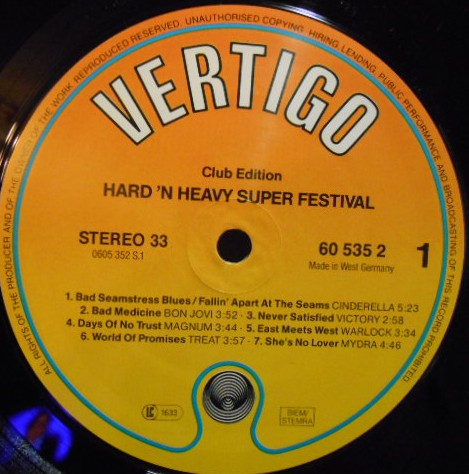 ALL RIGHTS OF THE PRODUCER AND OF THE OWNER OF THE WORK REPRODUCED RESERVED. UNAUTHORISED COPYING, HIRING, LENDING, PUBLIC PERFORMANCE AND BROADCASTING OF THIS RECORD PROHIBITED
VERTIGO
Club Edition
HARD 'N HEAVY SUPER FESTIVAL
STEREO 33 60 535 2 1
0605 352 S.1 Made in West Germany
1. Bad Seamstress Blues / Fallin' Apart At The Seams CINDERELLA 5:23
2. Bad Medicine BON JOVI 3:52 · 3. Never Satisfied VICTORY 2:58
4. Days Of No Trust MAGNUM 3:44 · 5. East Meets West WARLOCK 3:34
6. World Of Promises TREAT 3:57 · 7. She's No Lover MYDRA 4:46
LC 1633 BIEM/
STEMRA